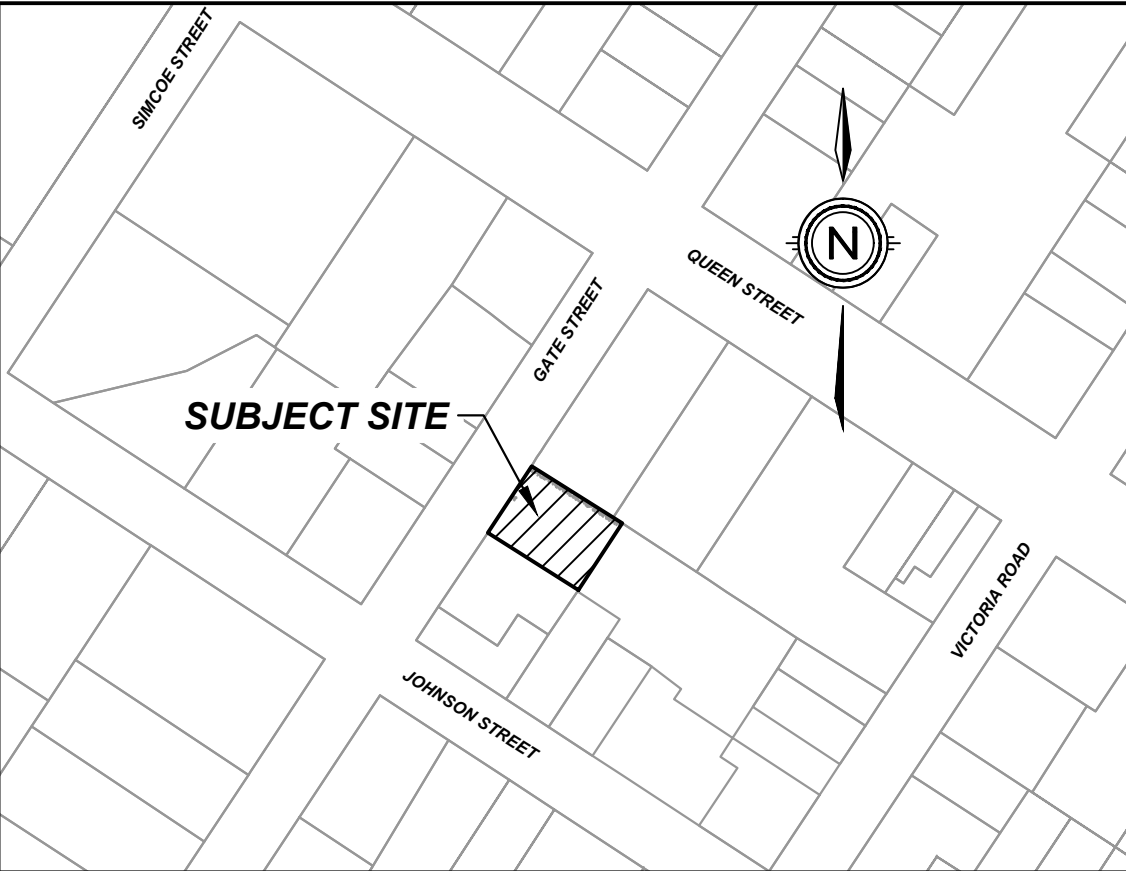 SIMCOE STREET
N
QUEEN STREET
GATE STREET
SUBJECT SITE
VICTORIA ROAD
JOHNSON STREET